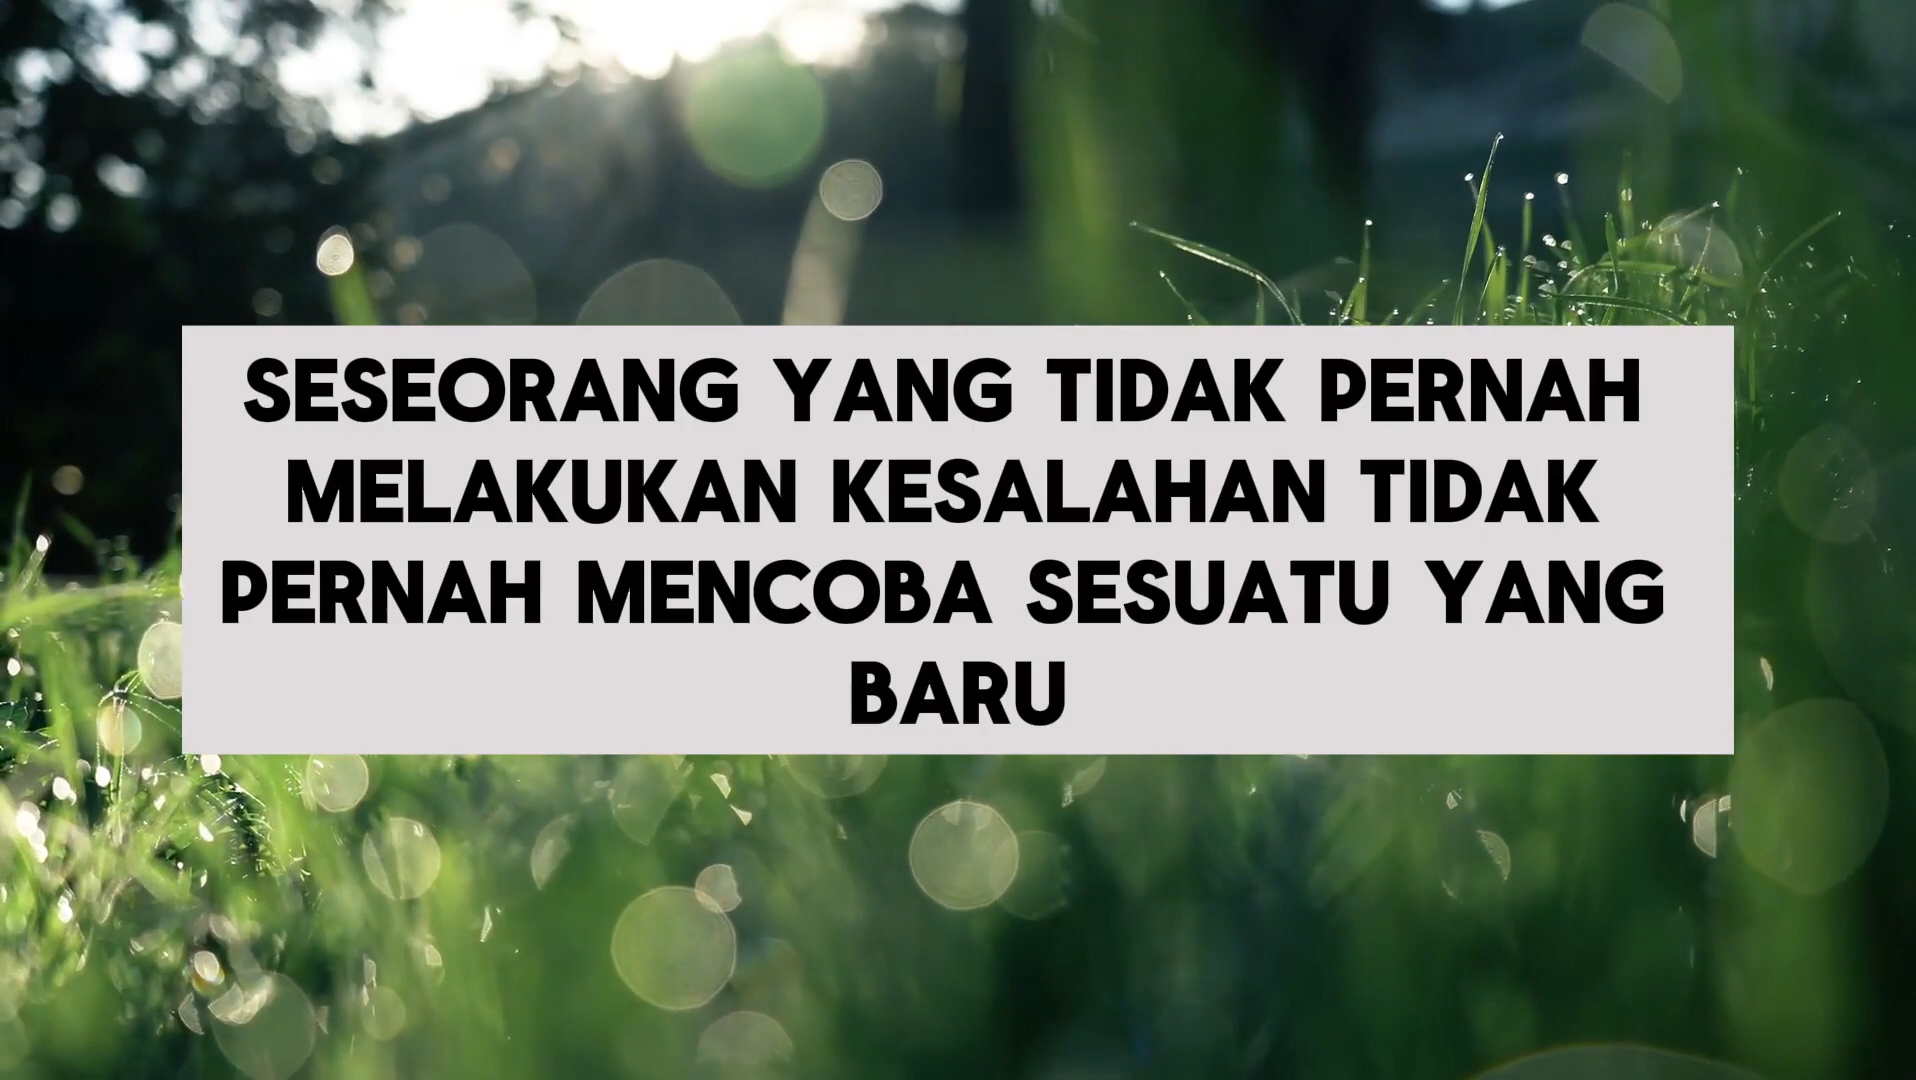 SESEORANG YANG TIDAK PERNAH
MELAKUKAN KESALAHAN TIDAK
PERNAH MENCOBA SESUATU YANG
BARU